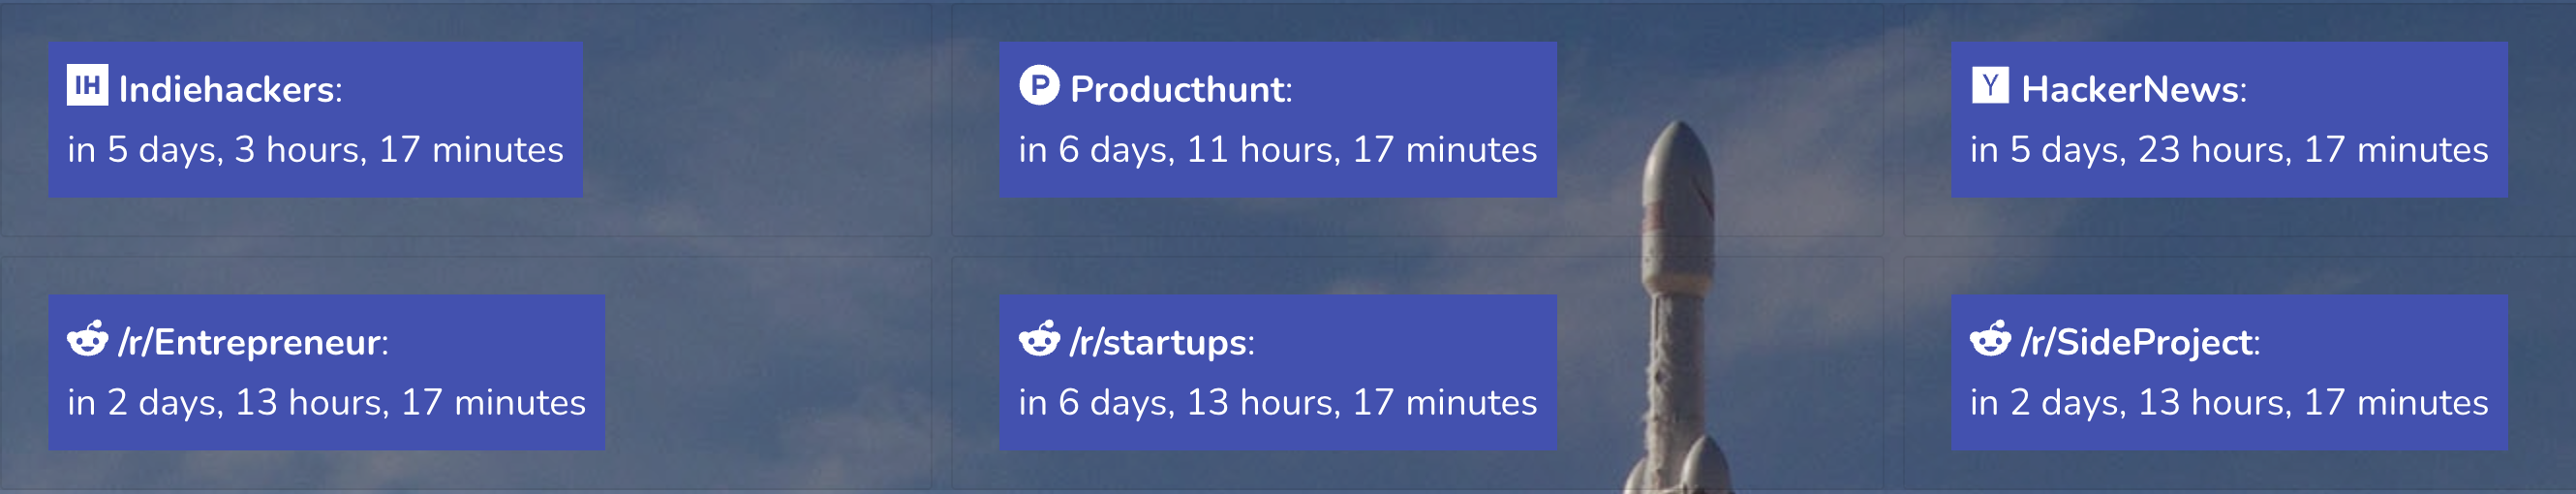 IH Indiehackers:
in 5 days, 3 hours, 17 minutes
P Producthunt:
in 6 days, 11 hours, 17 minutes
Y HackerNews:
in 5 days, 23 hours, 17 minutes
/r/Entrepreneur:
in 2 days, 13 hours, 17 minutes
/r/startups:
in 6 days, 13 hours, 17 minutes
/r/SideProject:
in 2 days, 13 hours, 17 minutes